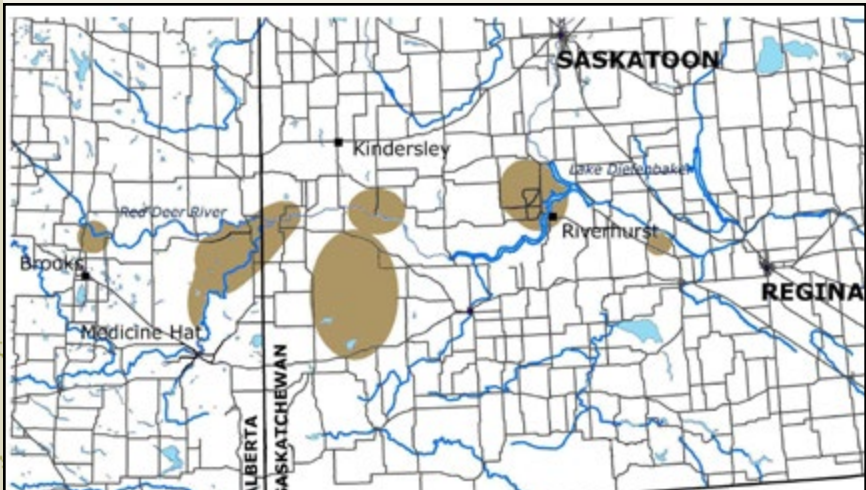 SASKATOON
Kindersley
Lake Diefenbaker
Red Deer River
Riverhurst
Brooks
REGINA
Medicine Hat
ALBERTA
SASKATCHEWAN